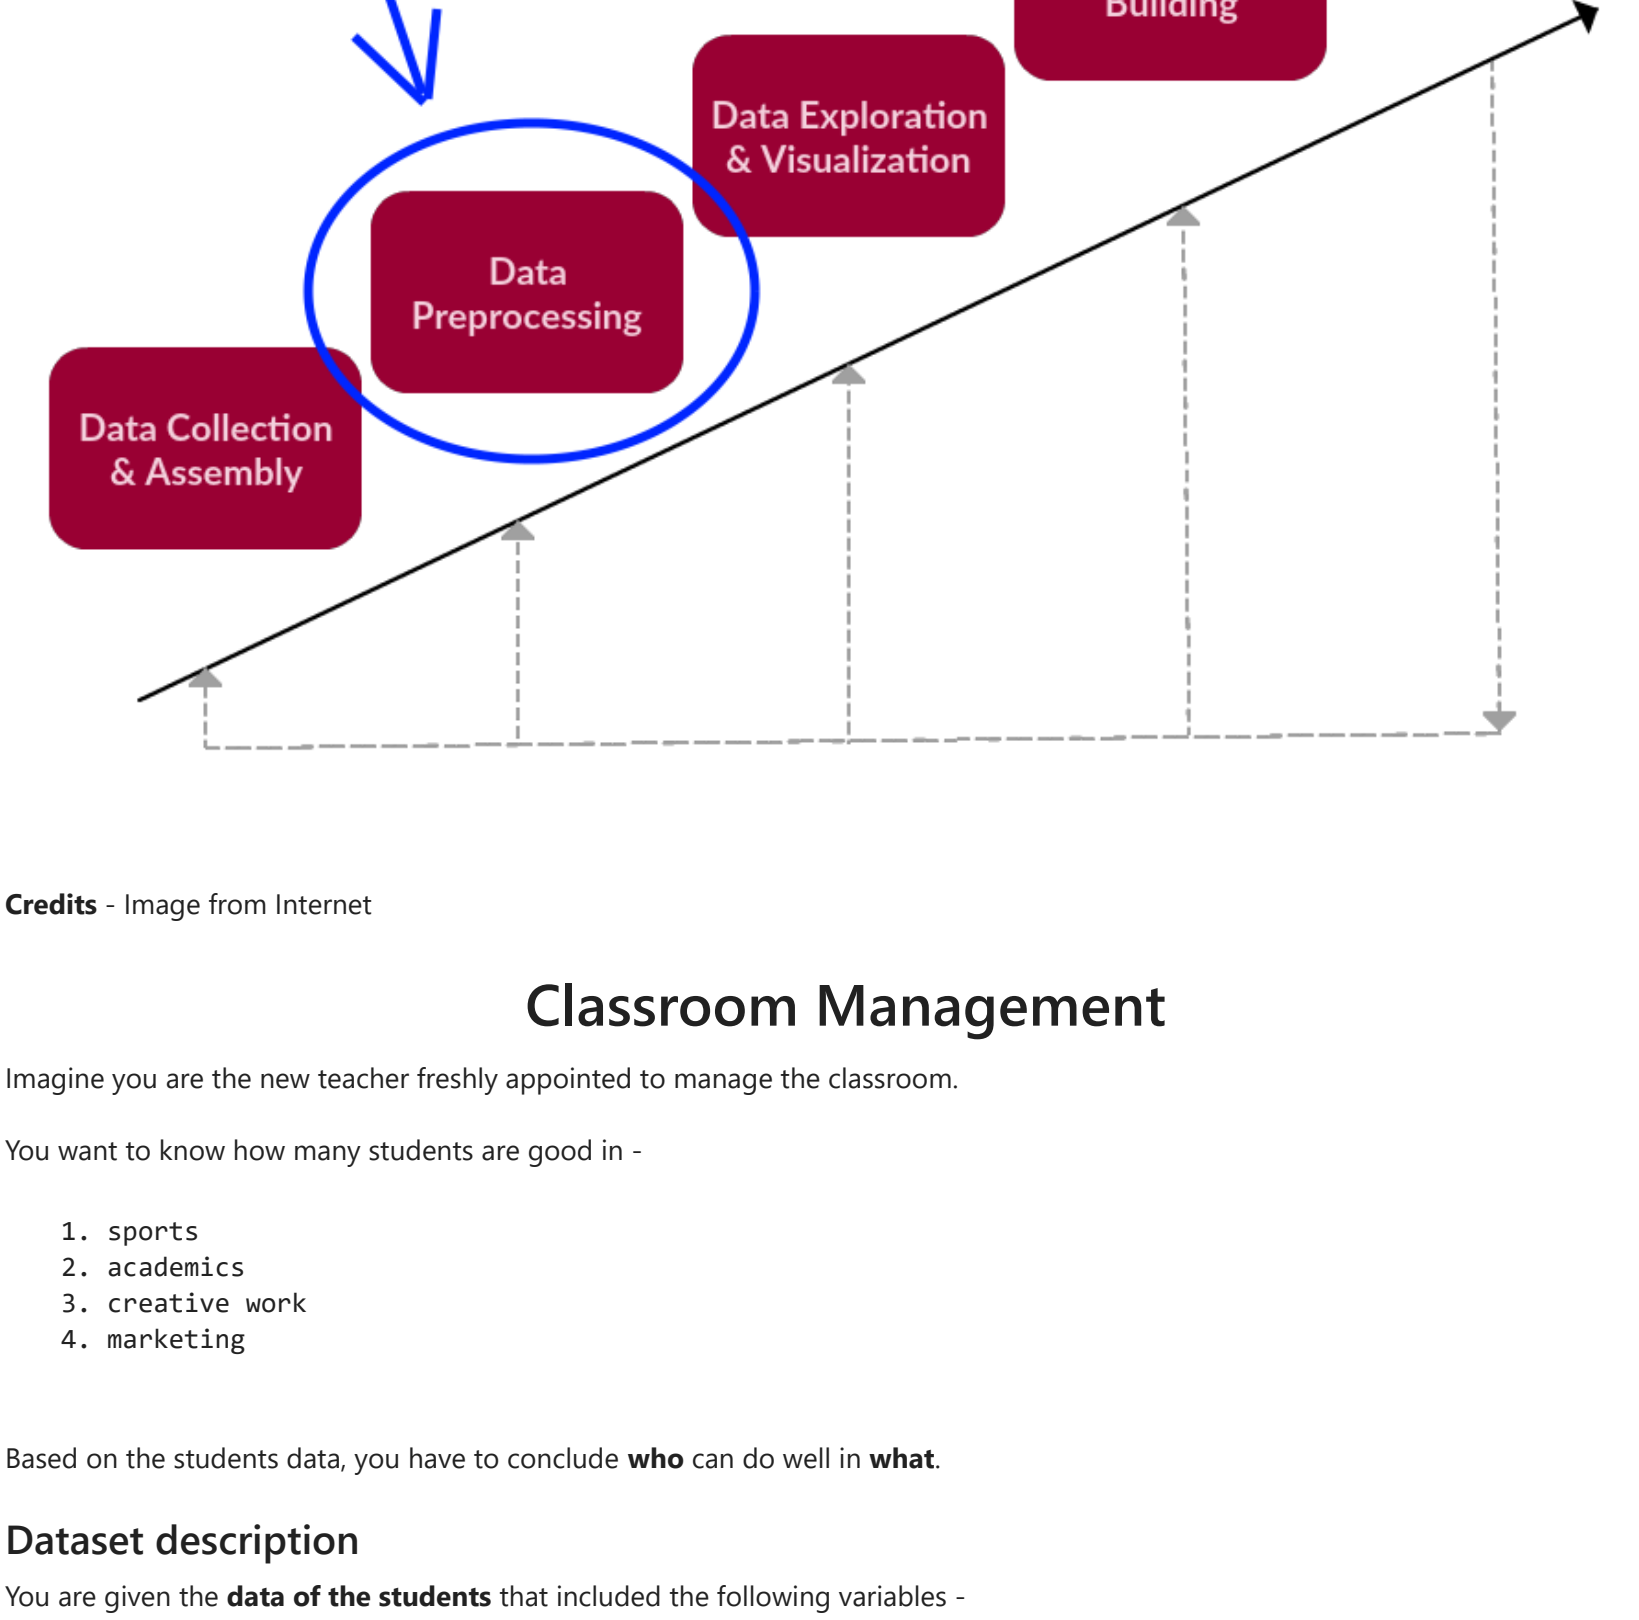 Building
Data Exploration
& Visualization
Data
Preprocessing
Data Collection
& Assembly
Credits - Image from Internet
Classroom Management
Imagine you are the new teacher freshly appointed to manage the classroom.
You want to know how many students are good in -
1. sports
2. academics
3. creative work
4. marketing
Based on the students data, you have to conclude who can do well in what.
Dataset description
You are given the data of the students that included the following variables -